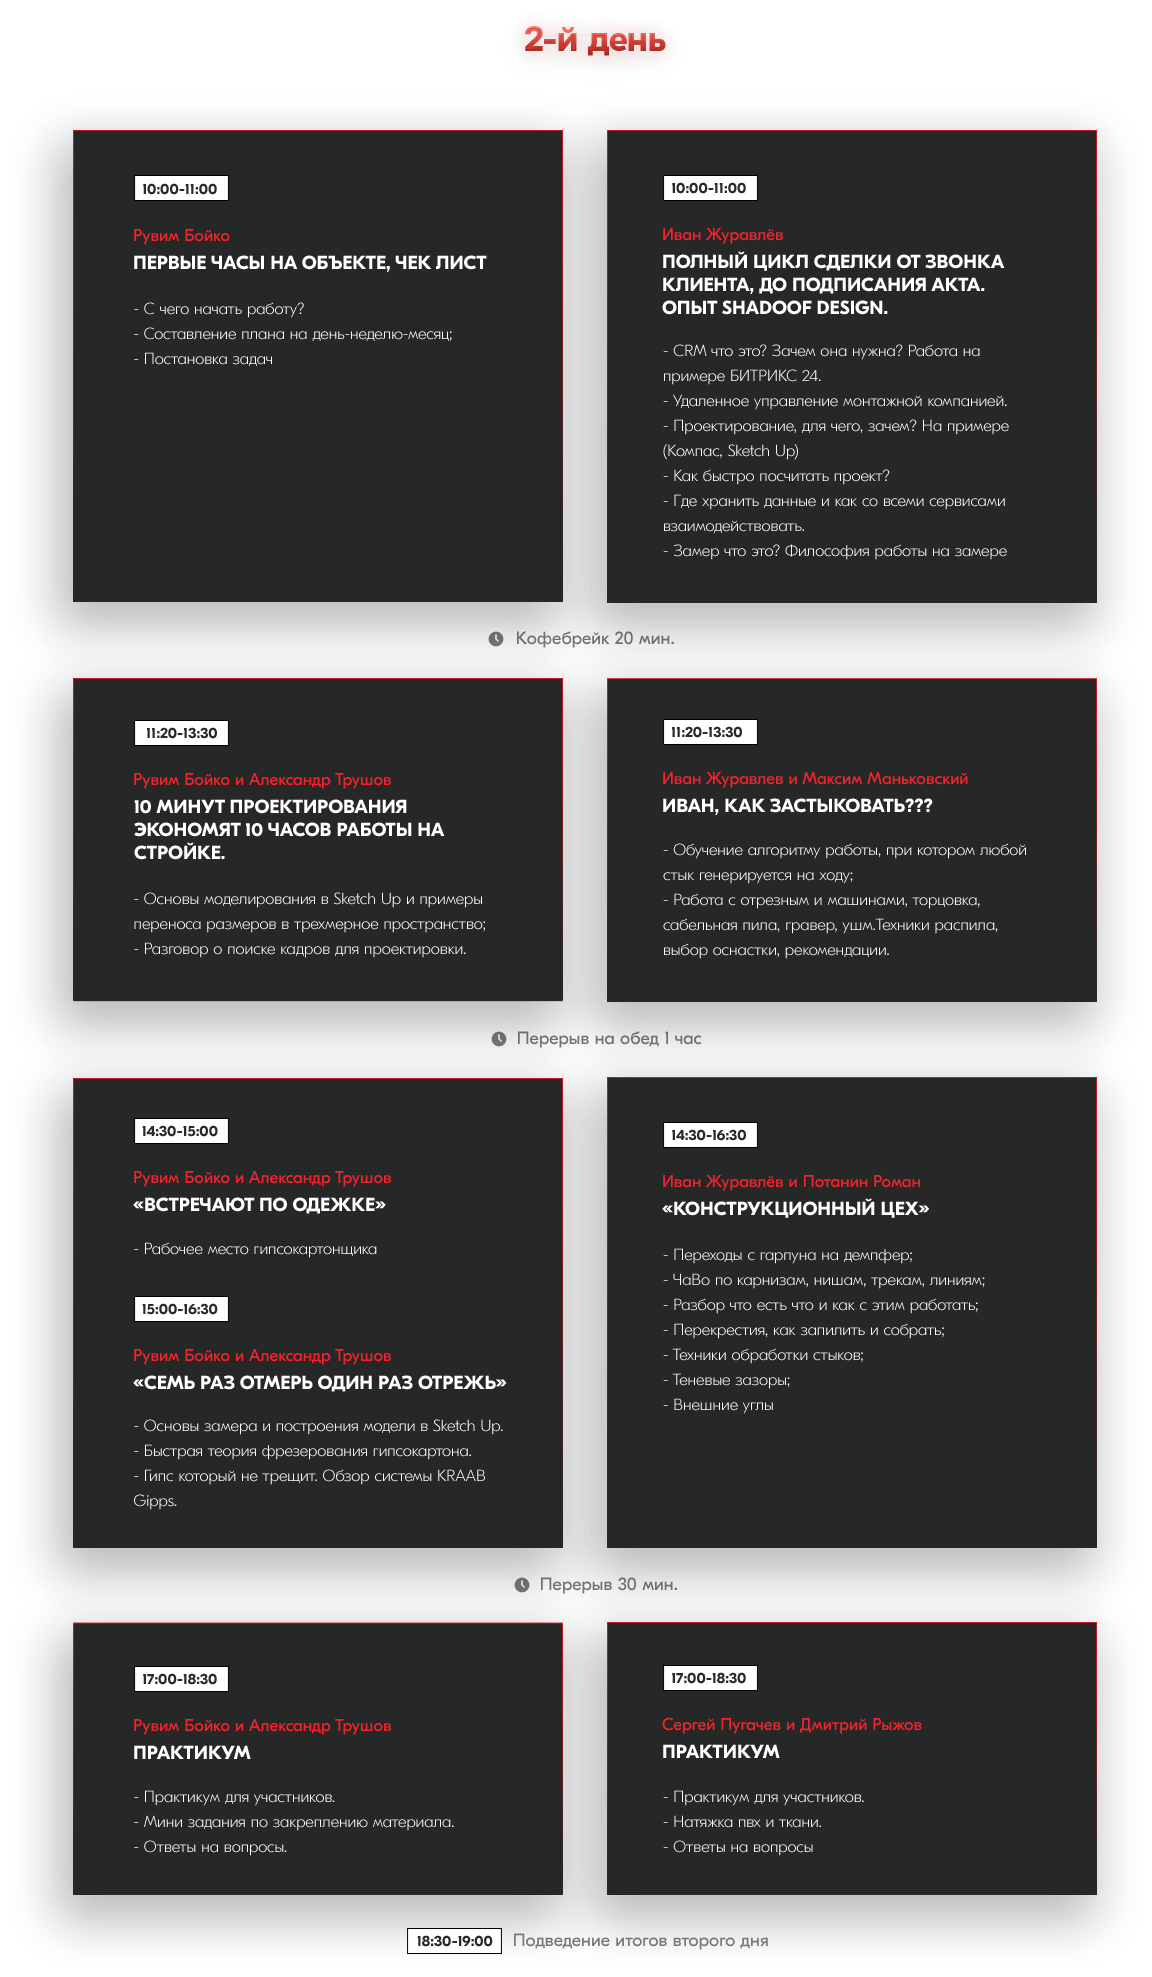 2-й день
10:00-11:00
Рувим Бойко
ПЕРВЫЕ ЧАСЫ НА ОБЪЕКТЕ, ЧЕК ЛИСТ
- С чего начать работу?
- Составление плана на день-неделю-месяц;
- Постановка задач
10:00-11:00
Иван Журавлёв
ПОЛНЫЙ ЦИКЛ СДЕЛКИ ОТ ЗВОНКА
КЛИЕНТА, ДО ПОДПИСАНИЯ АКТА.
ОПЫТ SHADOOF DESIGN.
- CRM что это? Зачем она нужна? Работа на
примере БИТРИКС 24.
- Удаленное управление монтажной компанией.
- Проектирование, для чего, зачем? На примере
(Компас, Sketch Up)
- Как быстро посчитать проект?
- Где хранить данные и как со всеми сервисами
взаимодействовать.
- Замер что это? Философия работы на замере
Кофебрейк 20 мин.
11:20-13:30
Рувим Бойко и Александр Трушов
10 МИНУТ ПРОЕКТИРОВАНИЯ
ЭКОНОМЯТ 10 ЧАСОВ РАБОТЫ НА
СТРОЙКЕ.
- Основы моделирования в Sketch Up и примеры
переноса размеров в трехмерное пространство;
- Разговор о поиске кадров для проектировки.
11:20-13:30
Иван Журавлев и Максим Маньковский
ИВАН, КАК ЗАСТЫКОВАТЬ???
- Обучение алгоритму работы, при котором любой
стык генерируется на ходу;
- Работа с отрезным и машинами, торцовка,
сабельная пила, гравер, ушм.Техники распила,
выбор оснастки, рекомендации.
Перерыв на обед 1 час
14:30-15:00
Рувим Бойко и Александр Трушов
«ВСТРЕЧАЮТ ПО ОДЕЖКЕ»
- Рабочее место гипсокартонщика
15:00-16:30
Рувим Бойко и Александр Трушов
«СЕМЬ РАЗ ОТМЕРЬ ОДИН РАЗ ОТРЕЖЬ»
- Основы замера и построения модели в Sketch Up.
- Быстрая теория фрезерования гипсокартона.
- Гипс который не трещит. Обзор системы KRAAB
Gipps.
14:30-16:30
Иван Журавлёв и Потанин Роман
«КОНСТРУКЦИОННЫЙ ЦЕХ»
- Переходы с гарпуна на демпфер;
- ЧаВо по карнизам, нишам, трекам, линиям;
- Разбор что есть что и как с этим работать;
- Перекрестия, как запилить и собрать;
- Техники обработки стыков;
- Теневые зазоры;
- Внешние углы
Перерыв 30 мин.
17:00-18:30
Рувим Бойко и Александр Трушов
ПРАКТИКУМ
- Практикум для участников.
- Мини задания по закреплению материала.
- Ответы на вопросы.
17:00-18:30
Сергей Пугачев и Дмитрий Рыжов
ПРАКТИКУМ
- Практикум для участников.
- Натяжка пвх и ткани.
- Ответы на вопросы
18:30-19:00 Подведение итогов второго дня